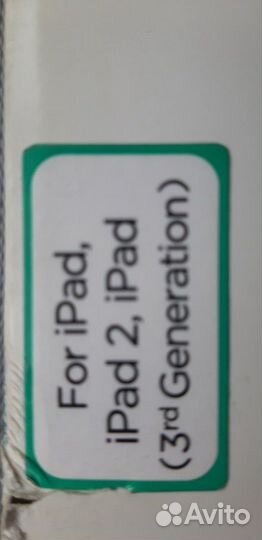 For iPad,
iPad 2, iPad
(3rd Generation)
Avito